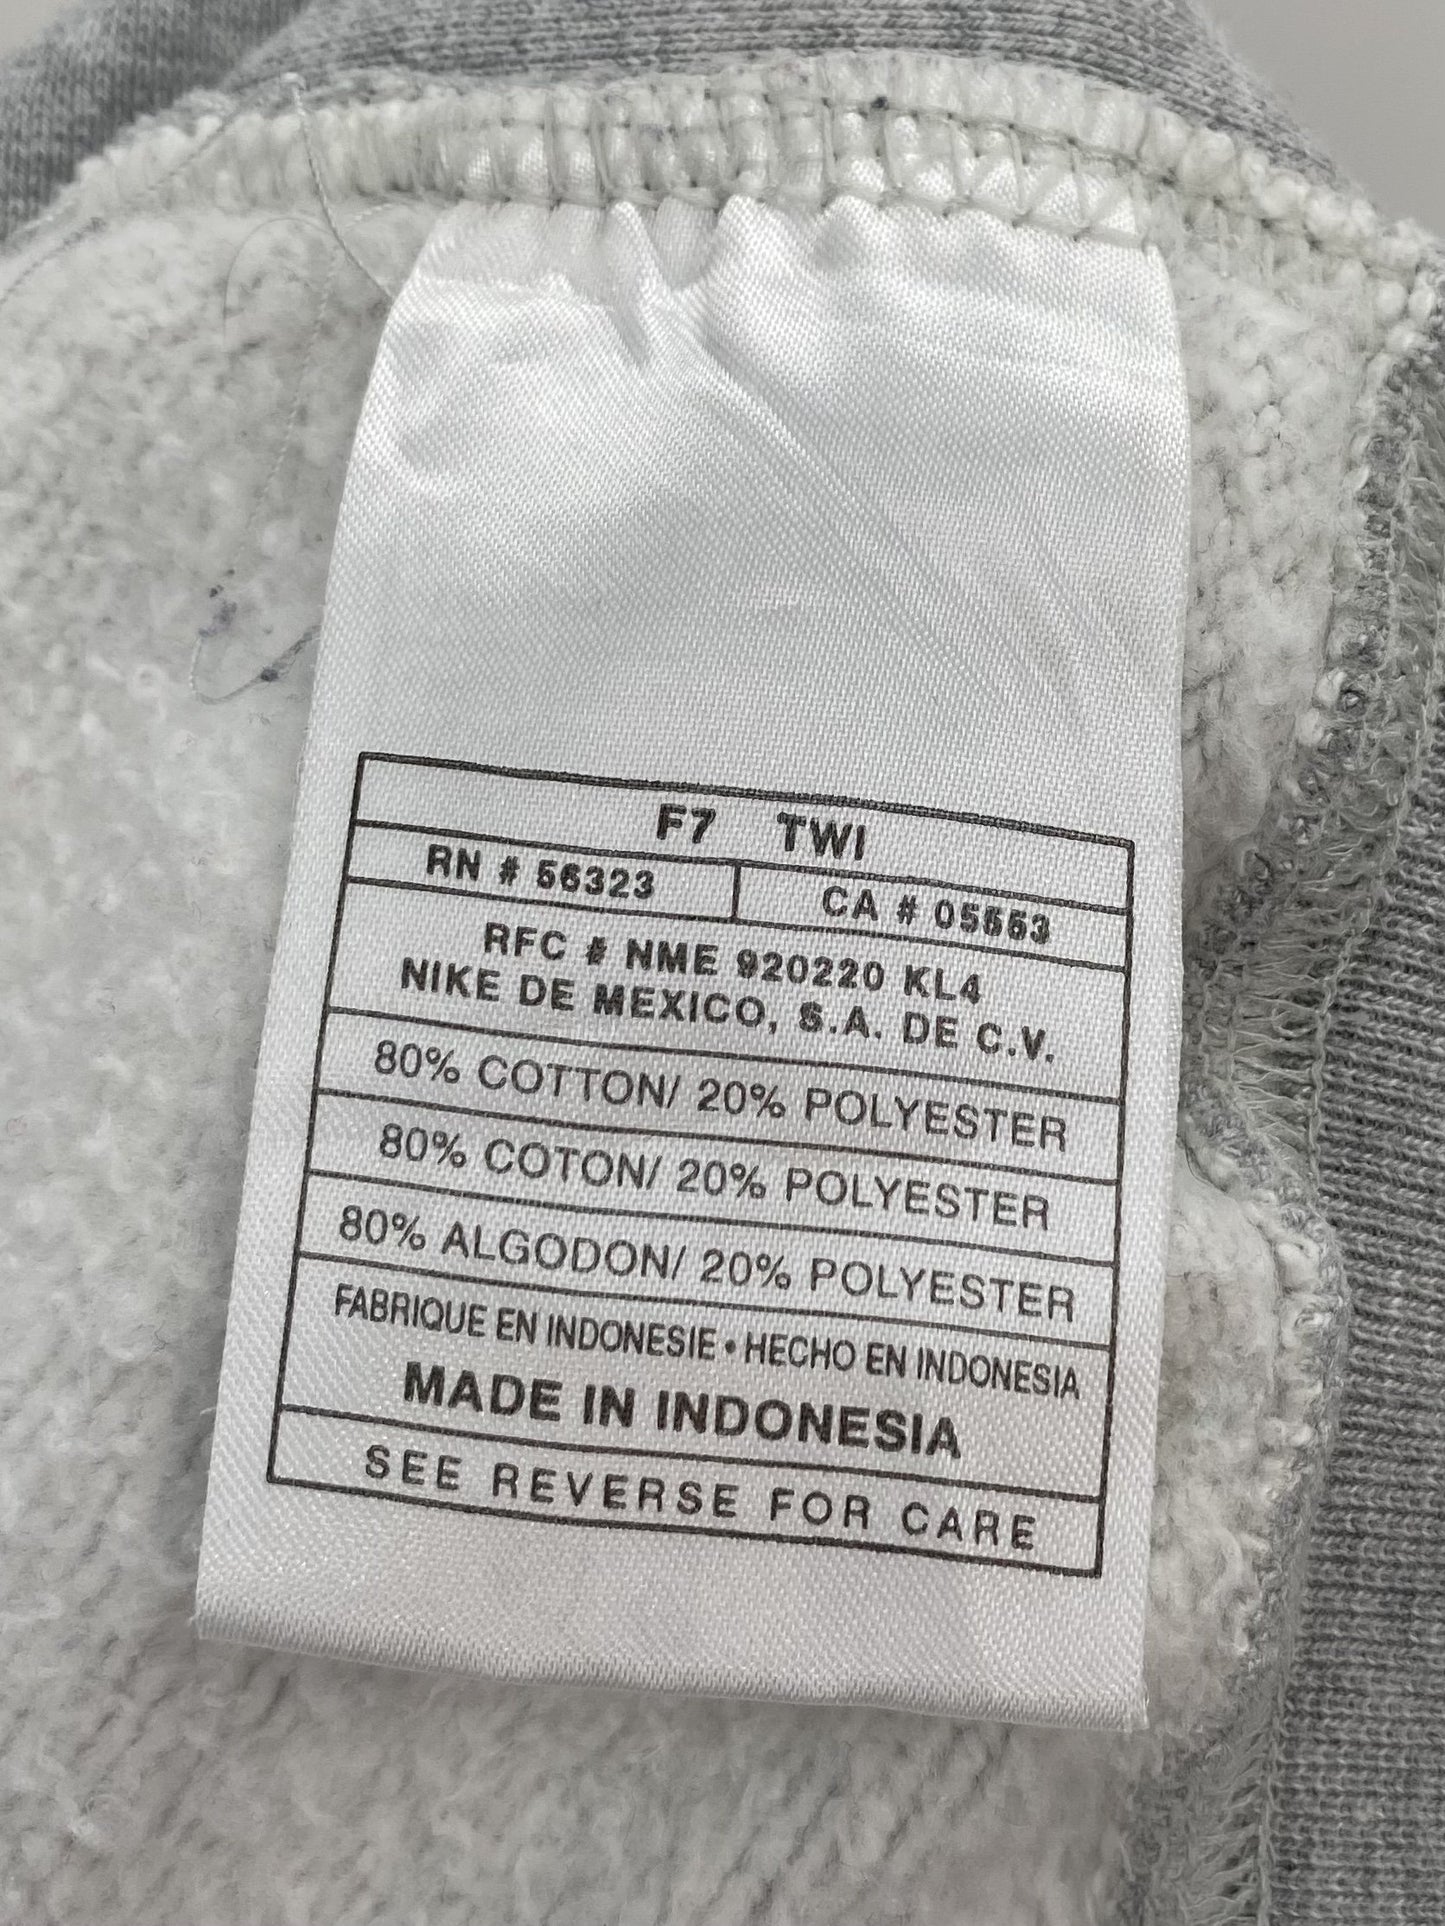 F7 TWI
RN # 56323 CA # 05553
RFC # NME 920220 KL4
NIKE DE MEXICO, S.A. DE C.V.
80% COTTON/ 20% POLYESTER
80% COTON/ 20% POLYESTER
80% ALGODON/ 20% POLYESTER
FABRIQUE EN INDONESIE • HECHO EN INDONESIA
MADE IN INDONESIA
SEE REVERSE FOR CARE